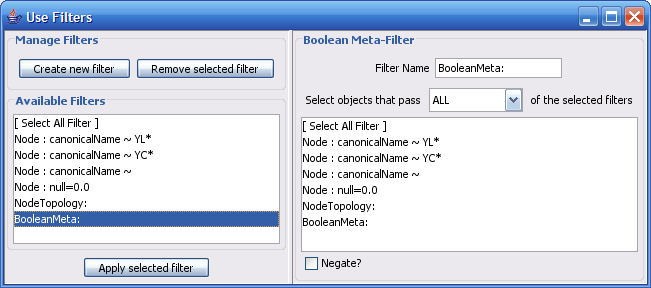 Use Filters
Manage Filters
Create new filter Remove selected filter
Available Filters
[ Select All Filter ]
Node : canonicalName ~ YL*
Node : canonicalName ~ YC*
Node : canonicalName ~
Node : null=0.0
NodeTopology:
BooleanMeta:
Apply selected filter
Boolean Meta-Filter
Filter Name BooleanMeta:
Select objects that pass ALL of the selected filters
[ Select All Filter ]
Node : canonicalName ~ YL*
Node : canonicalName ~ YC*
Node : canonicalName ~
Node : null=0.0
NodeTopology:
BooleanMeta:
Negate?